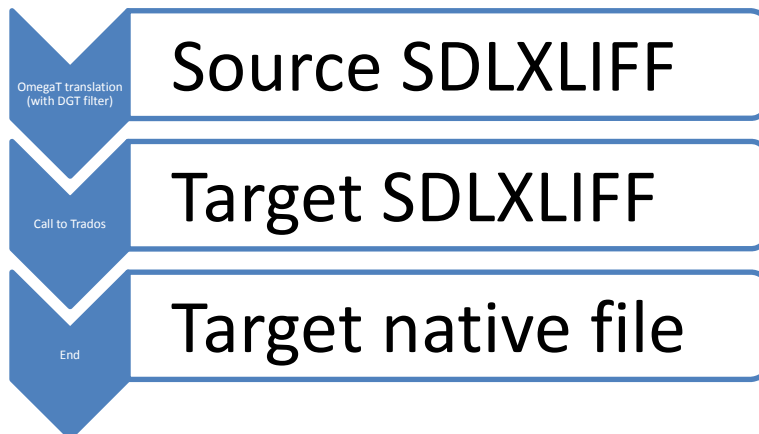 OmegaT translation
(with DGT filter)
Source SDLXLIFF
Call to Trados
Target SDLXLIFF
End
Target native file